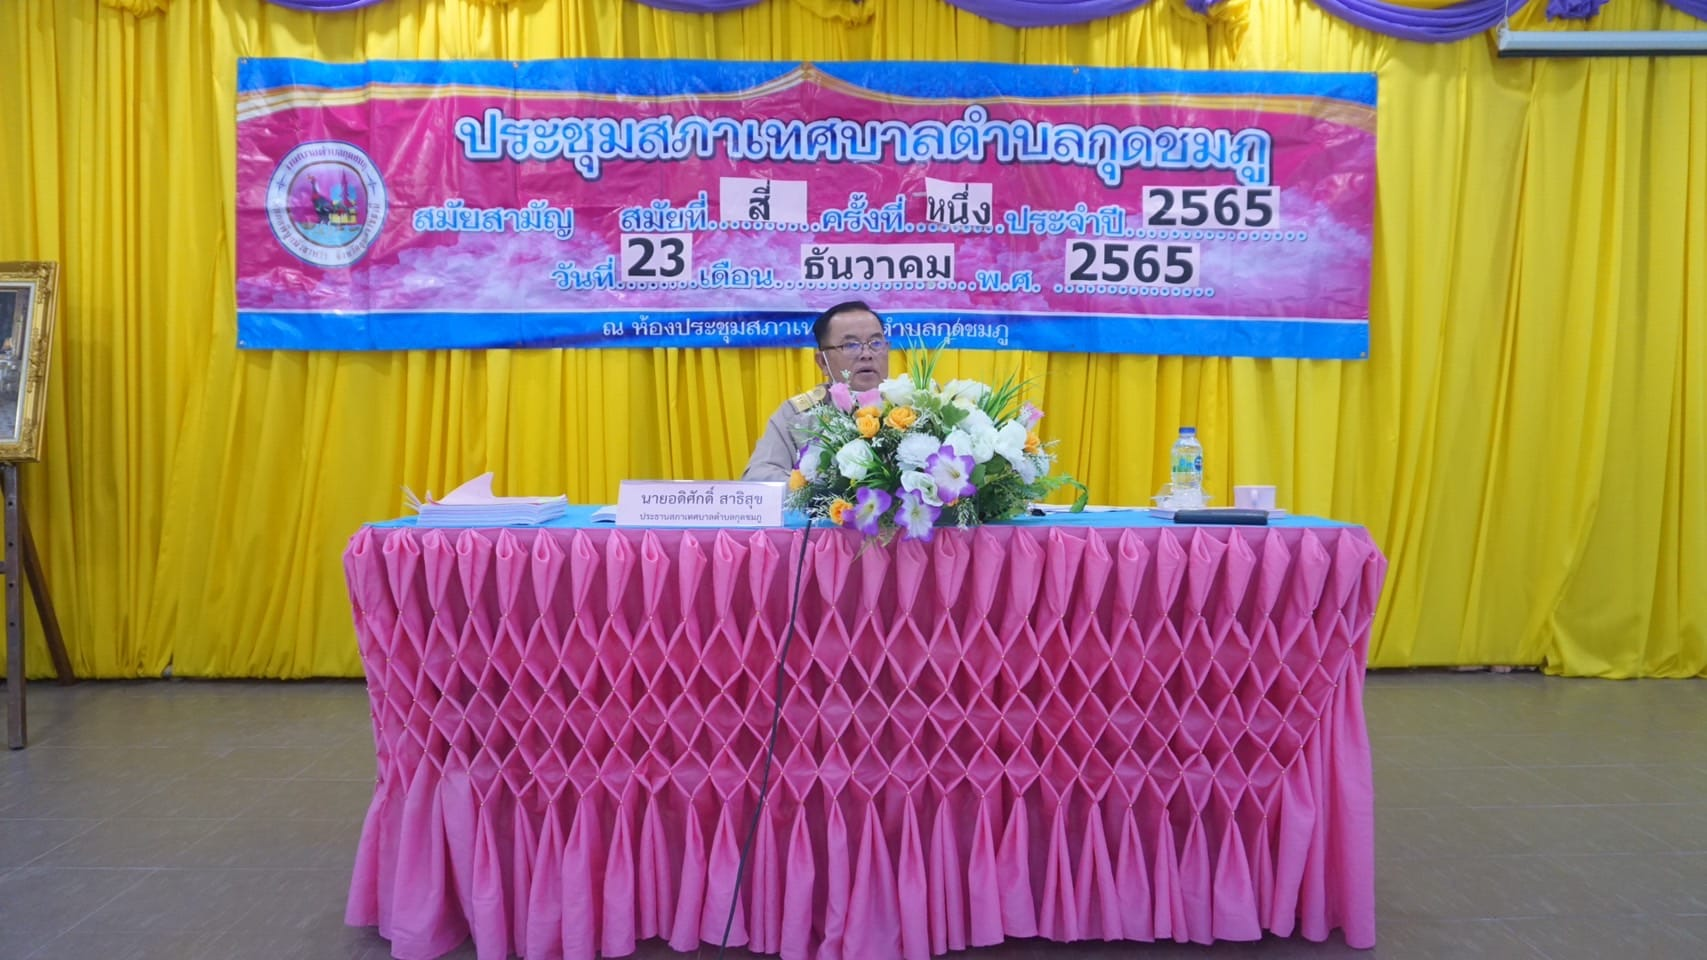 ประชุมสภาเทศบาลตำบลกุดชมภู
สมัยสามัญ สมัยที่...สี่...ครั้งที่...หนึ่ง...ประจำปี...2565...
วันที่...23...เดือน...ธันวาคม...พ.ศ. ...2565...
ณ ห้องประชุมสภาเท ตำบลกุดชมภู
นายอดิศักดิ์ สาธิสุข
ประธานสภาเทศบาลตำบลกุดชมภู